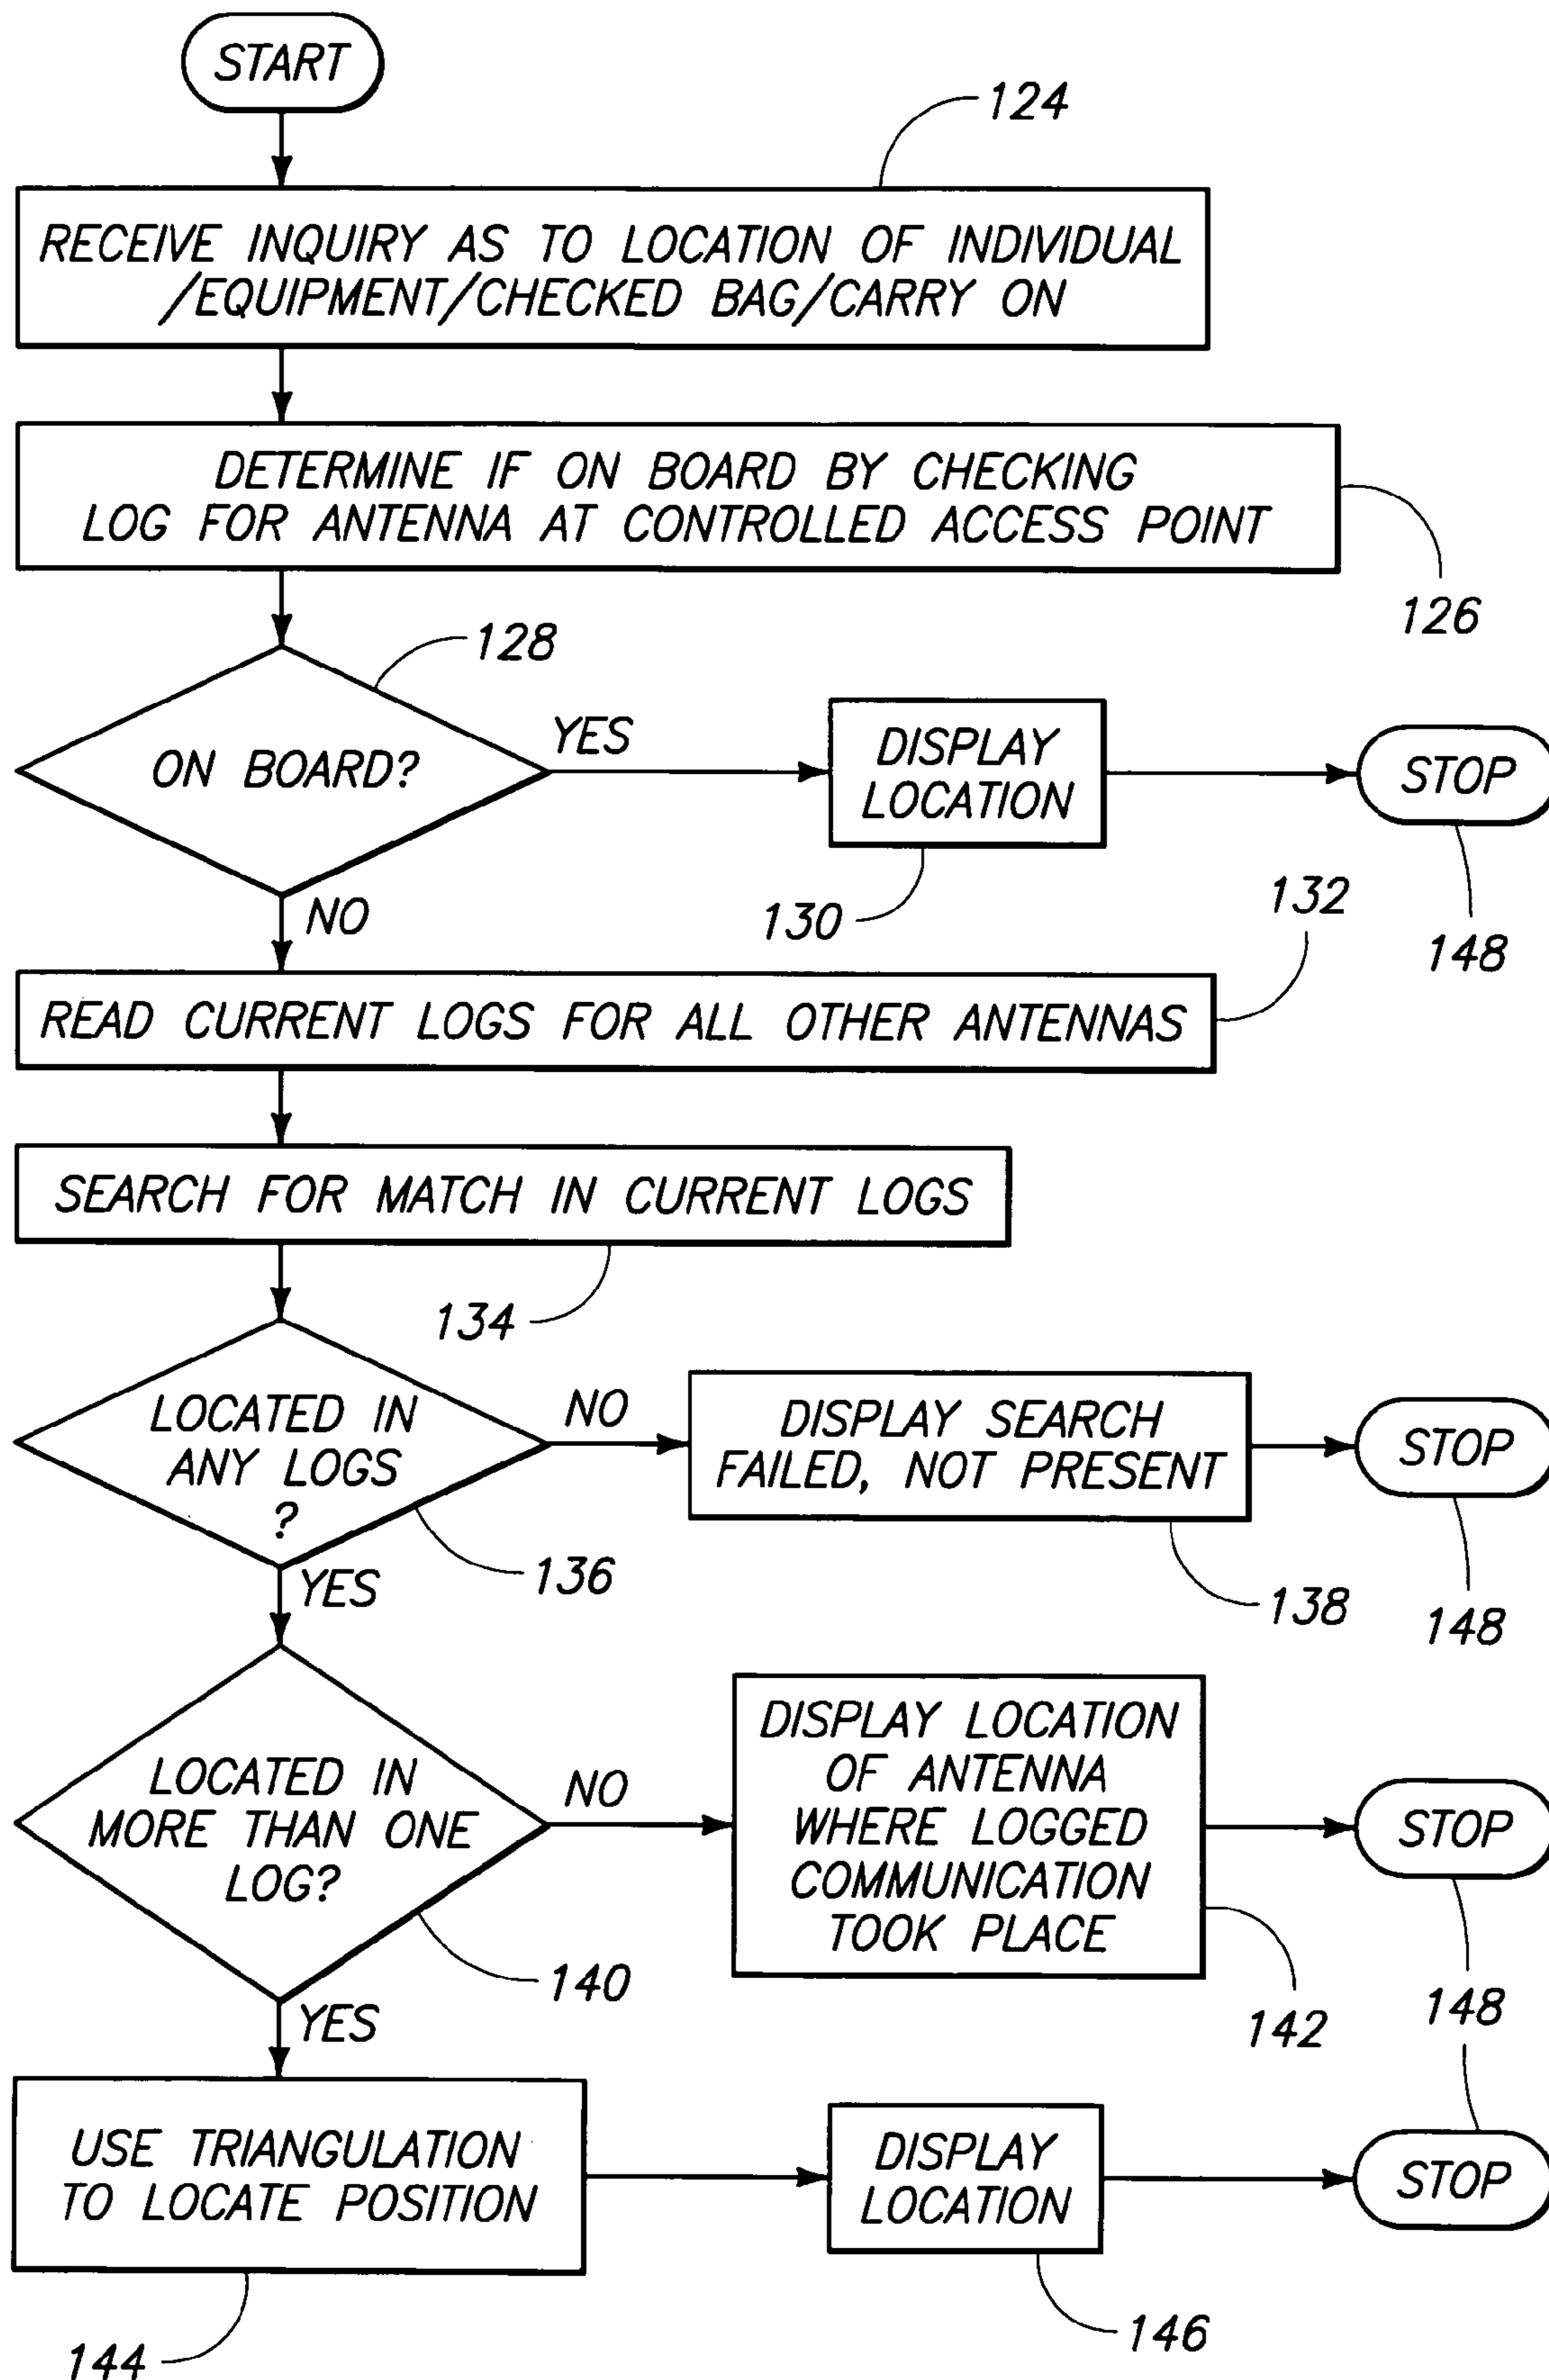 START
124
RECEIVE INQUIRY AS TO LOCATION OF INDIVIDUAL
/EQUIPMENT/CHECKED BAG/CARRY ON
DETERMINE IF ON BOARD BY CHECKING
LOG FOR ANTENNA AT CONTROLLED ACCESS POINT
126
128
ON BOARD?
YES
DISPLAY
LOCATION
STOP
130
148
NO
132
READ CURRENT LOGS FOR ALL OTHER ANTENNAS
SEARCH FOR MATCH IN CURRENT LOGS
134
LOCATED IN
ANY LOGS
?
NO
DISPLAY SEARCH
FAILED, NOT PRESENT
STOP
136
138
148
YES
LOCATED IN
MORE THAN ONE
LOG?
NO
DISPLAY LOCATION
OF ANTENNA
WHERE LOGGED
COMMUNICATION
TOOK PLACE
STOP
140
142
148
YES
USE TRIANGULATION
TO LOCATE POSITION
DISPLAY
LOCATION
STOP
144
146